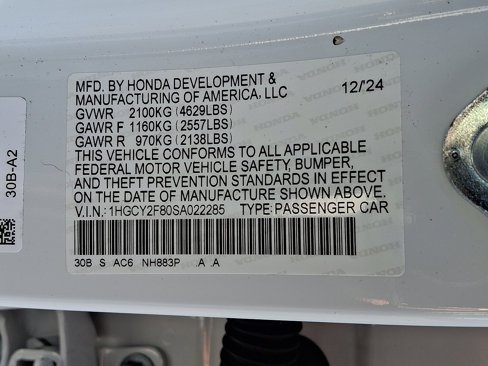 MFD. BY HONDA DEVELOPMENT &
MANUFACTURING OF AMERICA, LLC 12/24
GVWR 2100KG (4629LBS)
GAWR F 1160KG (2557LBS)
GAWR R 970KG (2138LBS)
THIS VEHICLE CONFORMS TO ALL APPLICABLE
FEDERAL MOTOR VEHICLE SAFETY, BUMPER,
AND THEFT PREVENTION STANDARDS IN EFFECT
ON THE DATE OF MANUFACTURE SHOWN ABOVE.
V.I.N.: 1HGCY2F80SA022285 TYPE: PASSENGER CAR
30B S AC6 NH883P A A
30B-A2